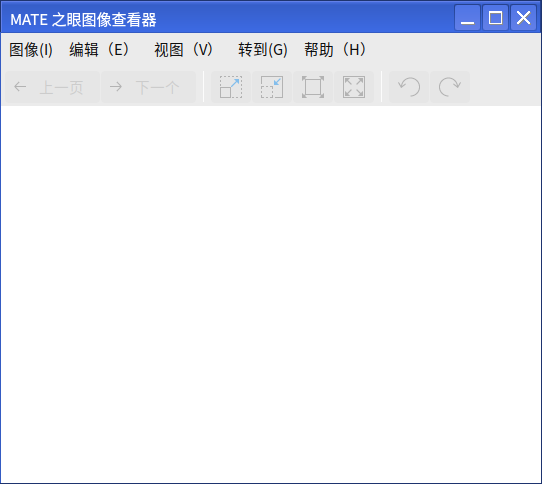 MATE 之眼图像查看器
图像(I) 编辑（E） 视图（V） 转到(G) 帮助（H）
上一页 下一个